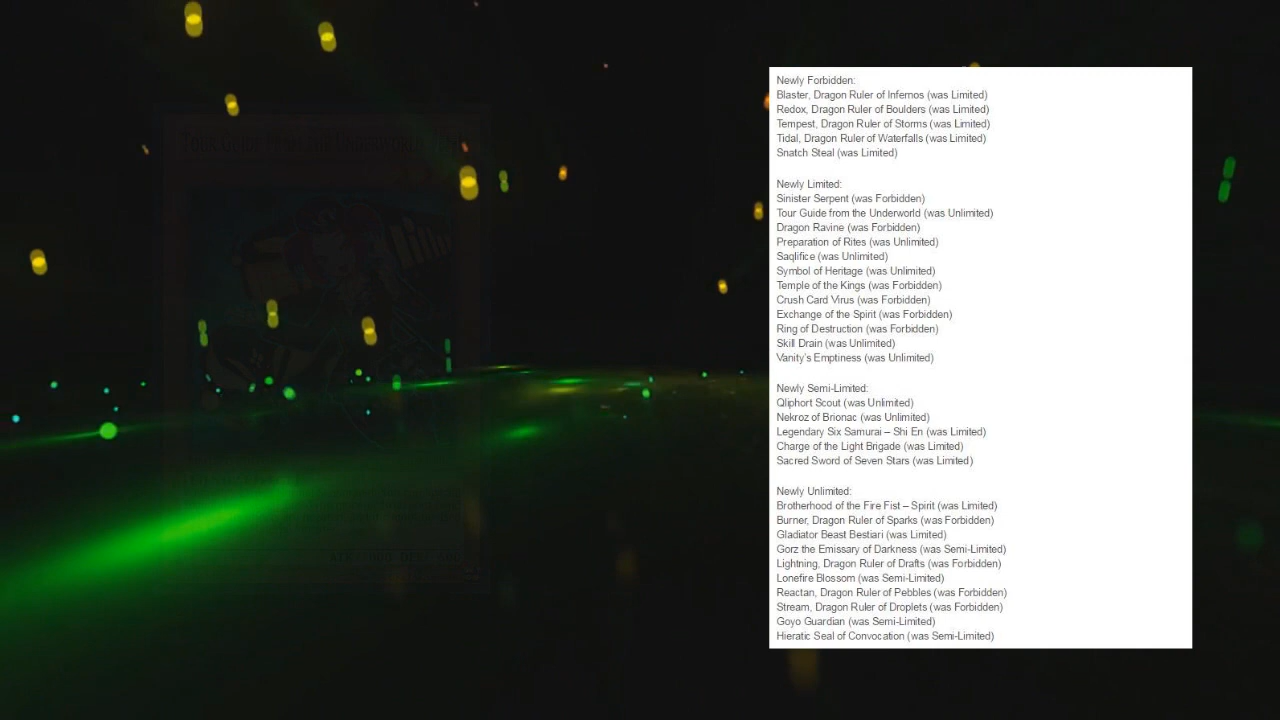 Newly Forbidden:
Blaster, Dragon Ruler of Infernos (was Limited)
Redox, Dragon Ruler of Boulders (was Limited)
Tempest, Dragon Ruler of Storms (was Limited)
Tidal, Dragon Ruler of Waterfalls (was Limited)
Snatch Steal (was Limited)
Newly Limited:
Sinister Serpent (was Forbidden)
Tour Guide from the Underworld (was Unlimited)
Dragon Ravine (was Forbidden)
Preparation of Rites (was Unlimited)
Saqlifice (was Unlimited)
Symbol of Heritage (was Unlimited)
Temple of the Kings (was Forbidden)
Crush Card Virus (was Forbidden)
Exchange of the Spirit (was Forbidden)
Ring of Destruction (was Forbidden)
Skill Drain (was Unlimited)
Vanity's Emptiness (was Unlimited)
Newly Semi-Limited:
Qliphort Scout (was Unlimited)
Nekroz of Brionac (was Unlimited)
Legendary Six Samurai – Shi En (was Limited)
Charge of the Light Brigade (was Limited)
Sacred Sword of Seven Stars (was Limited)
Newly Unlimited:
Brotherhood of the Fire Fist – Spirit (was Limited)
Burner, Dragon Ruler of Sparks (was Forbidden)
Gladiator Beast Bestiari (was Limited)
Gorz the Emissary of Darkness (was Semi-Limited)
Lightning, Dragon Ruler of Drafts (was Forbidden)
Lonefire Blossom (was Semi-Limited)
Reactan, Dragon Ruler of Pebbles (was Forbidden)
Stream, Dragon Ruler of Droplets (was Forbidden)
Goyo Guardian (was Semi-Limited)
Hieratic Seal of Convocation (was Semi-Limited)